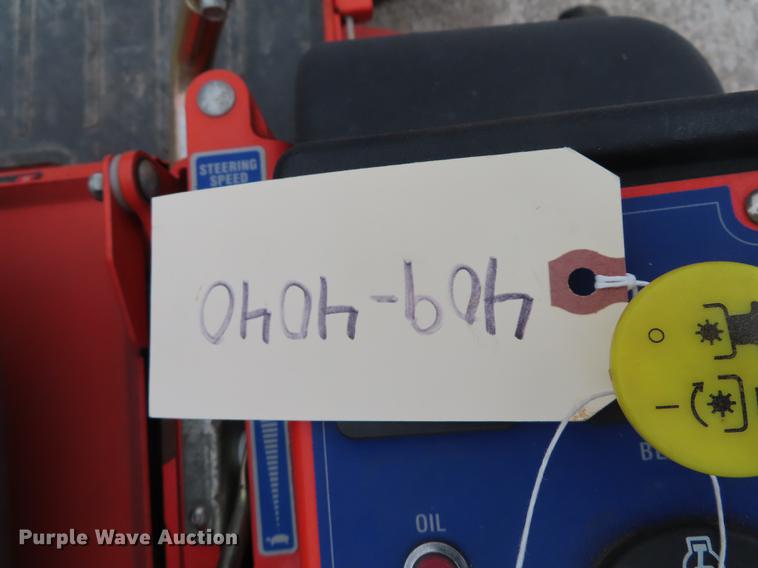 STEERING
SPEED
409-4040
OIL
Purple Wave Auction